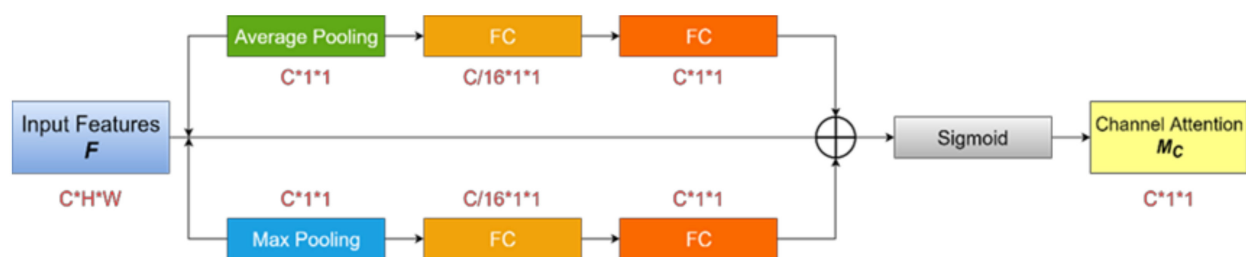 Average Pooling
FC
FC
C*1*1
C/16*1*1
C*1*1
Input Features
F
C*H*W
Sigmoid
Channel Attention
Mc
C*1*1
C*1*1
C/16*1*1
C*1*1
Max Pooling
FC
FC